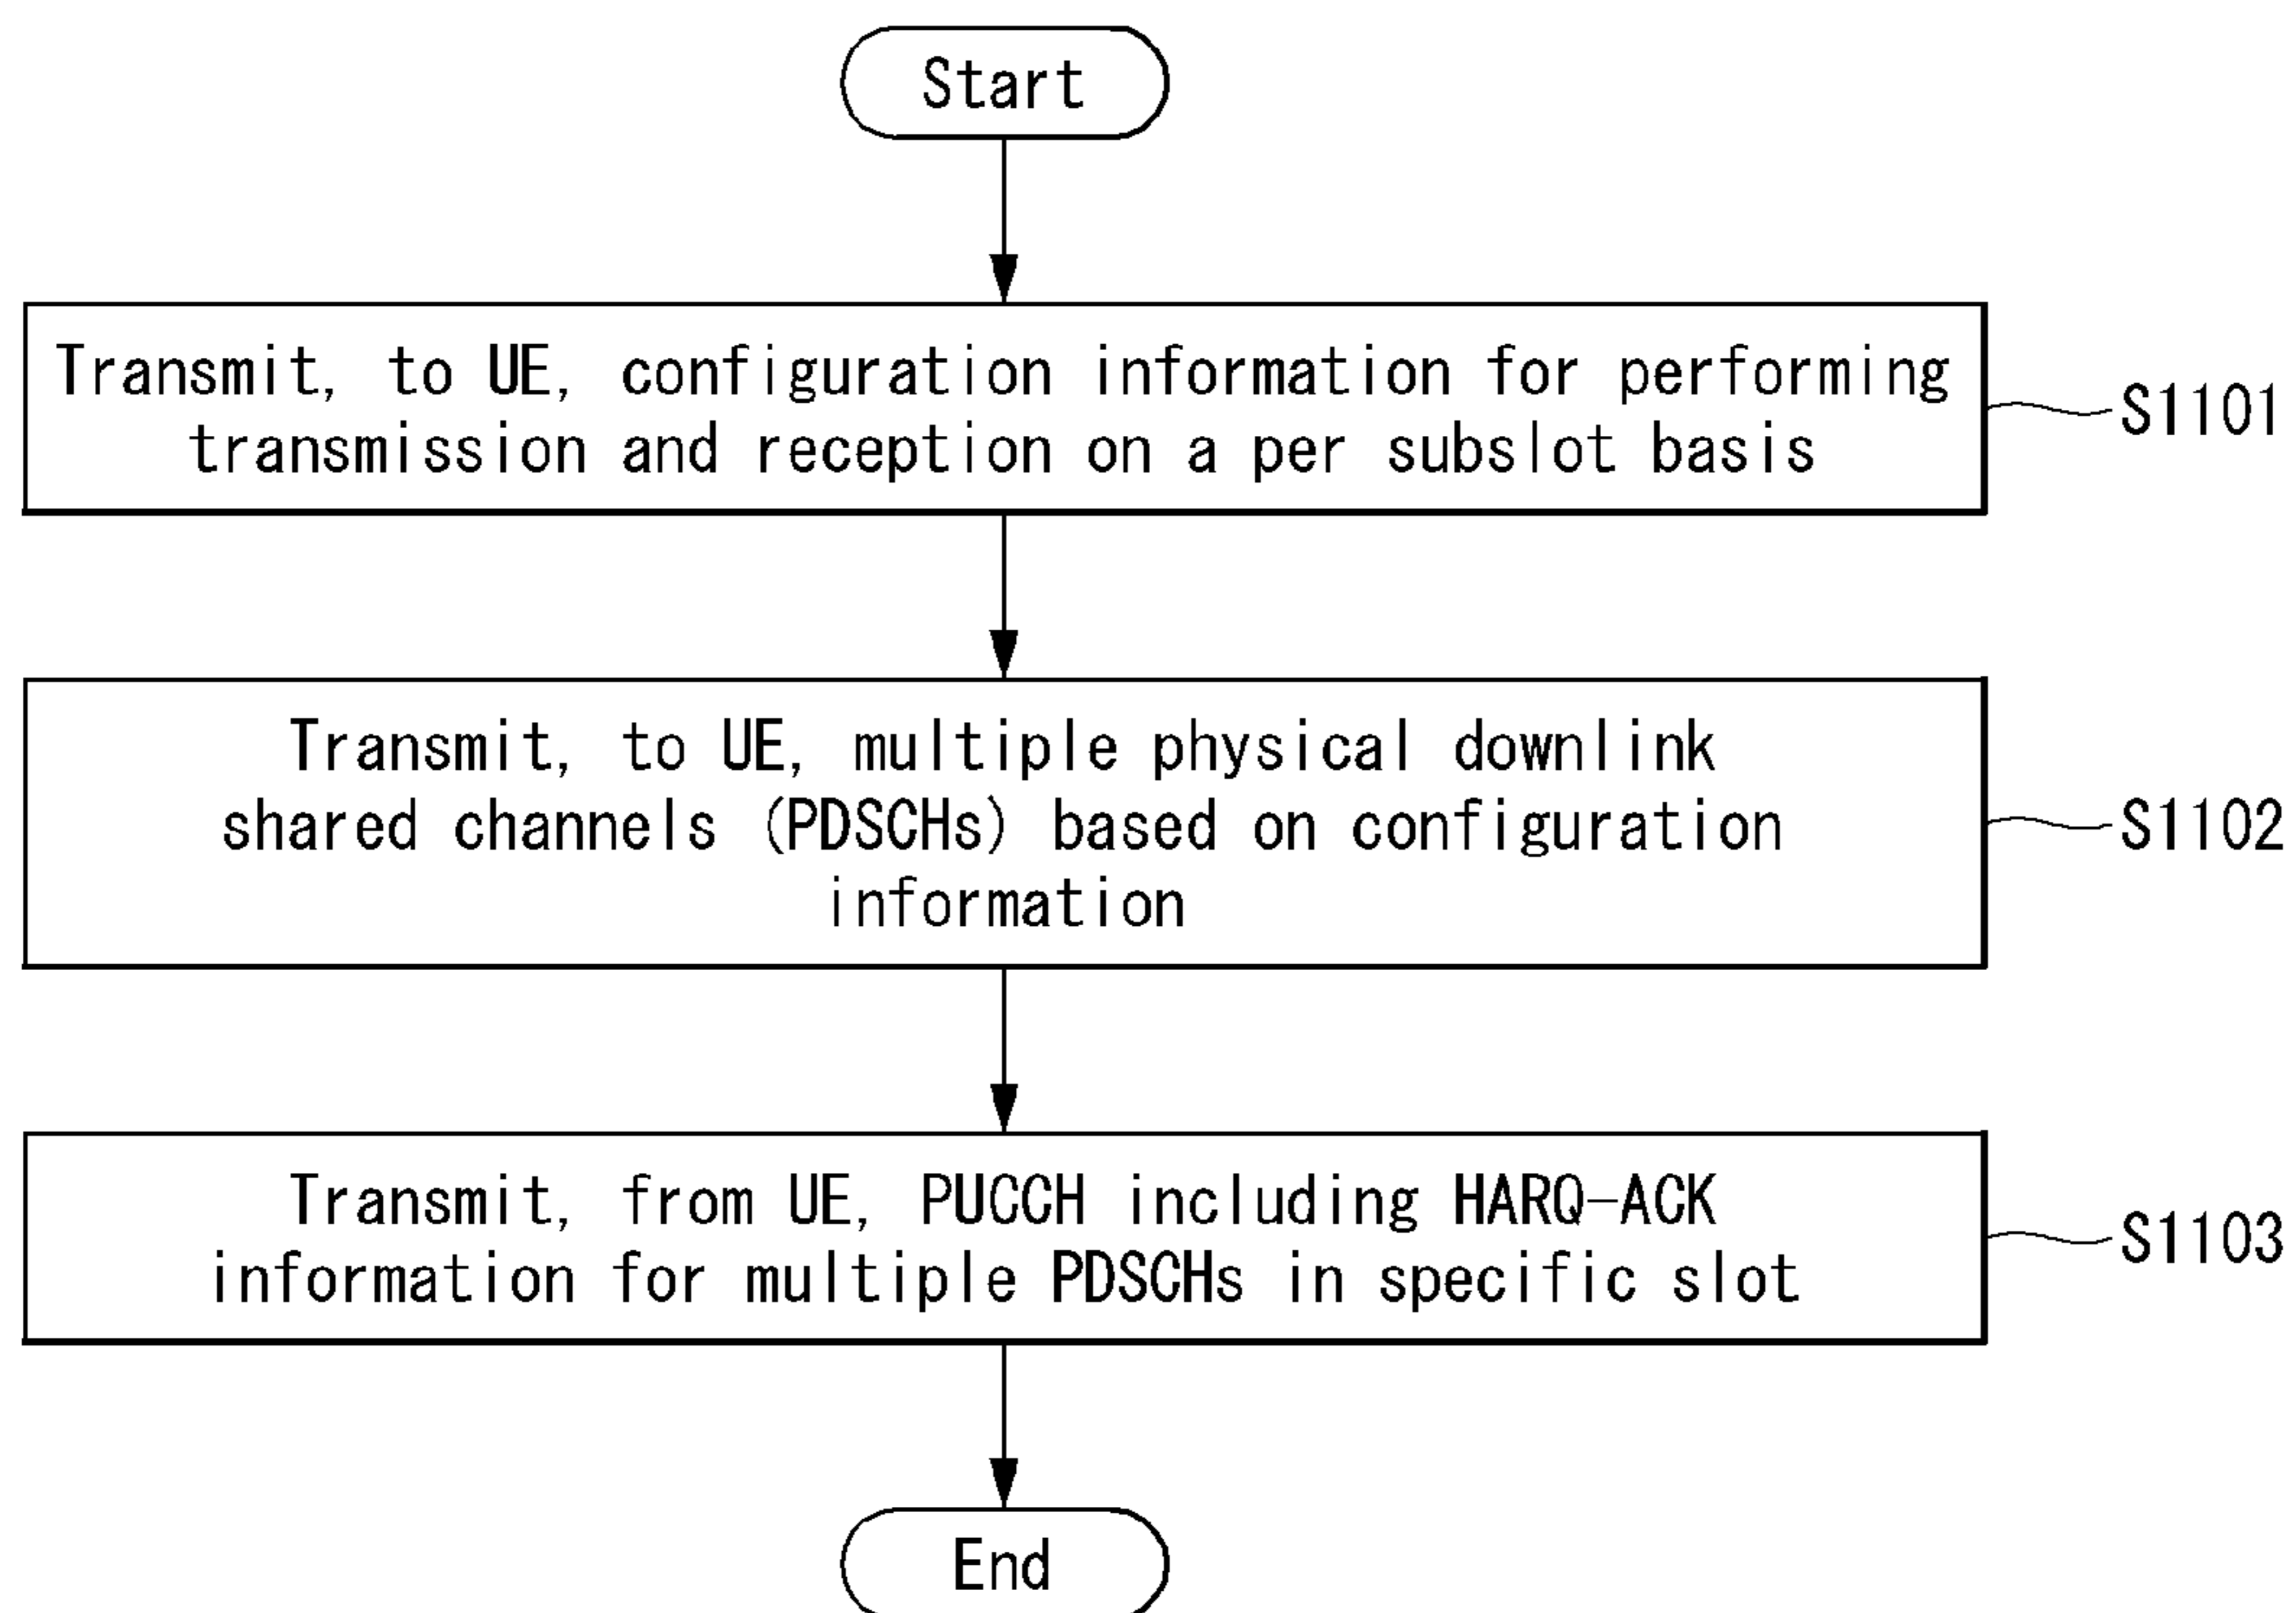 Start
Transmit, to UE, configuration information for performing
transmission and reception on a per subslot basis
S1101
Transmit, to UE, multiple physical downlink
shared channels (PDSCHs) based on configuration
information
S1102
Transmit, from UE, PUCCH including HARQ-ACK
information for multiple PDSCHs in specific slot
S1103
End